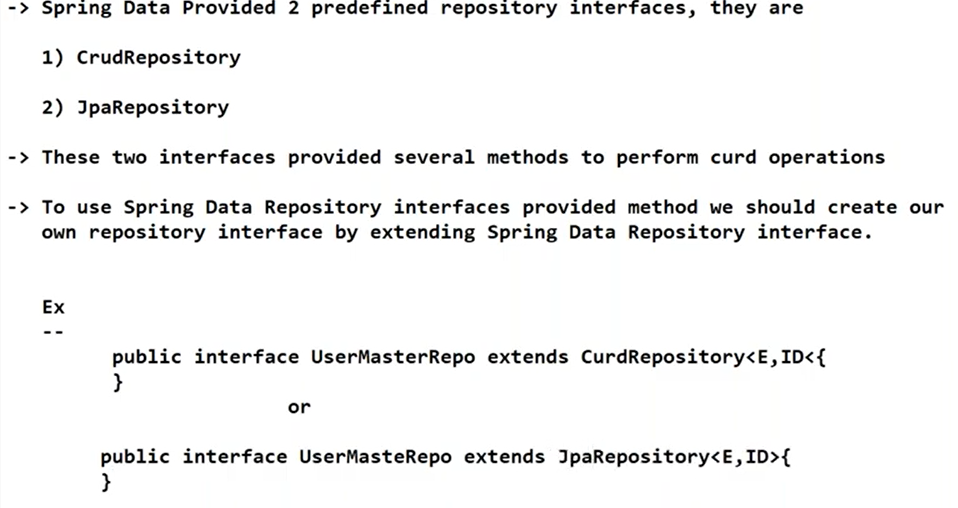 -> Spring Data Provided 2 predefined repository interfaces, they are
1) CrudRepository
2) JpaRepository
-> These two interfaces provided several methods to perform curd operations
-> To use Spring Data Repository interfaces provided method we should create our
own repository interface by extending Spring Data Repository interface.
Ex
--
public interface UserMasterRepo extends CurdRepository<E,ID<{
}
or
public interface UserMasteRepo extends JpaRepository<E,ID>{
}